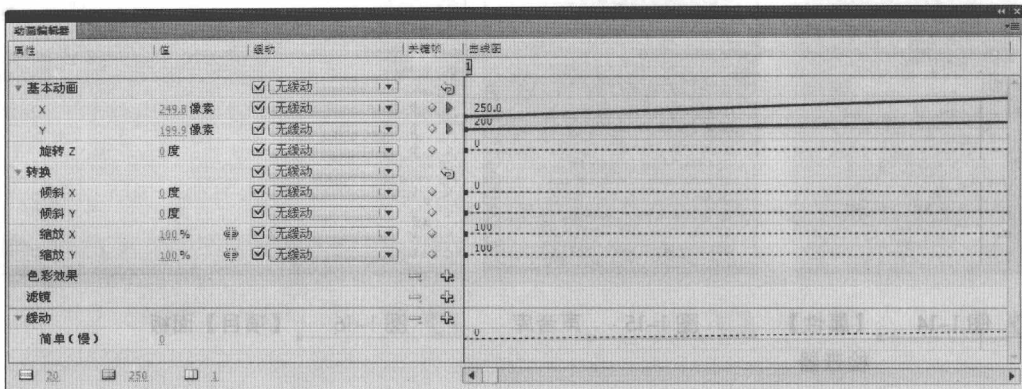 动画编辑器
属性 值 缓动 关键帧 曲线图
1
基本动画 无缓动
X 249.8 像素 无缓动 250.0
Y 199.9 像素 无缓动 200
旋转 Z 0 度 无缓动 0
转换 无缓动
倾斜 X 0 度 无缓动 0
倾斜 Y 0 度 无缓动 0
缩放 X 100 % 无缓动 100
缩放 Y 100 % 无缓动 100
色彩效果
滤镜
缓动
简单(慢) 0 0
20 250 1